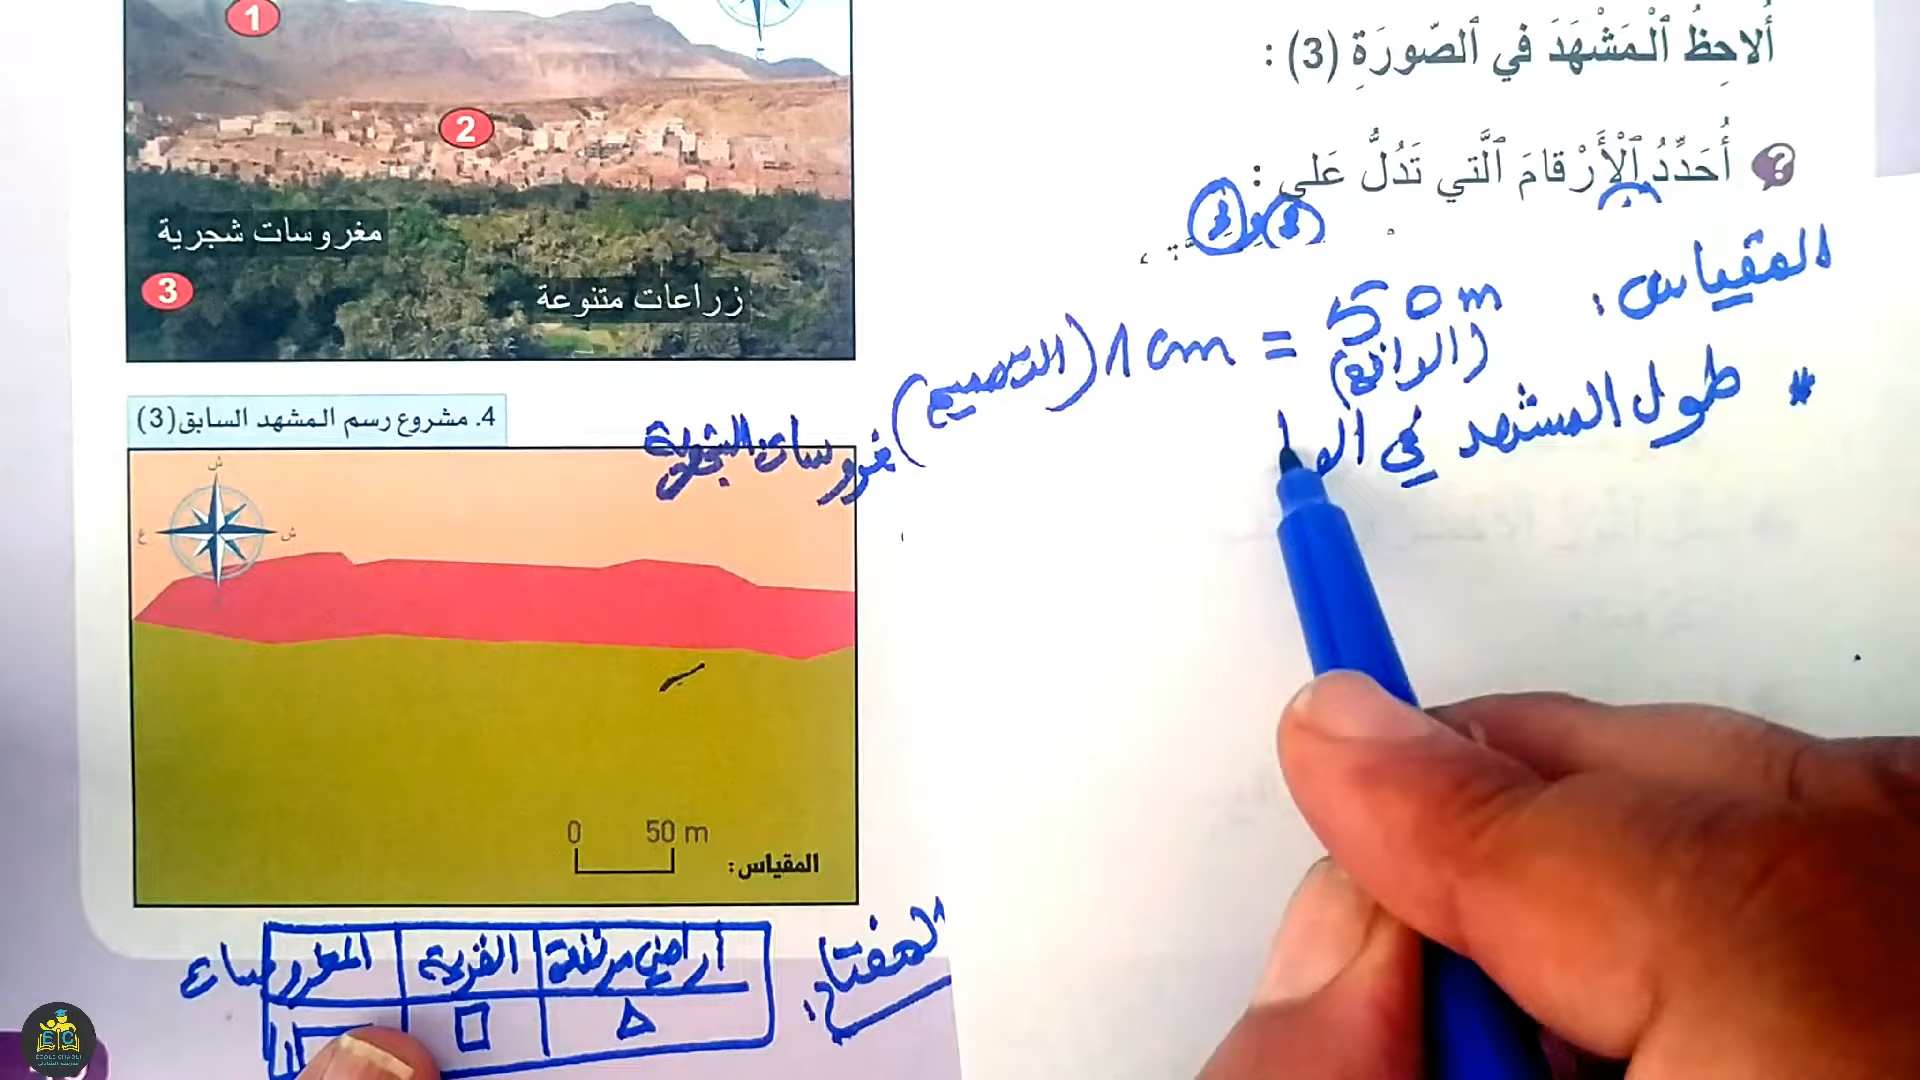 أُلاحِظُ ٱلْمَشْهَدَ في ٱلصّورَةِ (3) :
أُحَدِّدُ ٱلْأَرْقامَ ٱلَّتي تَدُلُّ عَلى :
المقياس :
1 cm = 50 m
(التصميم)
(الواقع)
* طول المشهد في الوا
1
2
مغروسات شجرية
3
زراعات متنوعة
4. مشروع رسم المشهد السابق (3)
مغروسات الشجرية
ش
غ
ش
0 50 m
المقياس :
المفتاح :
أراضي مرتفعة
القرية
المغروسات